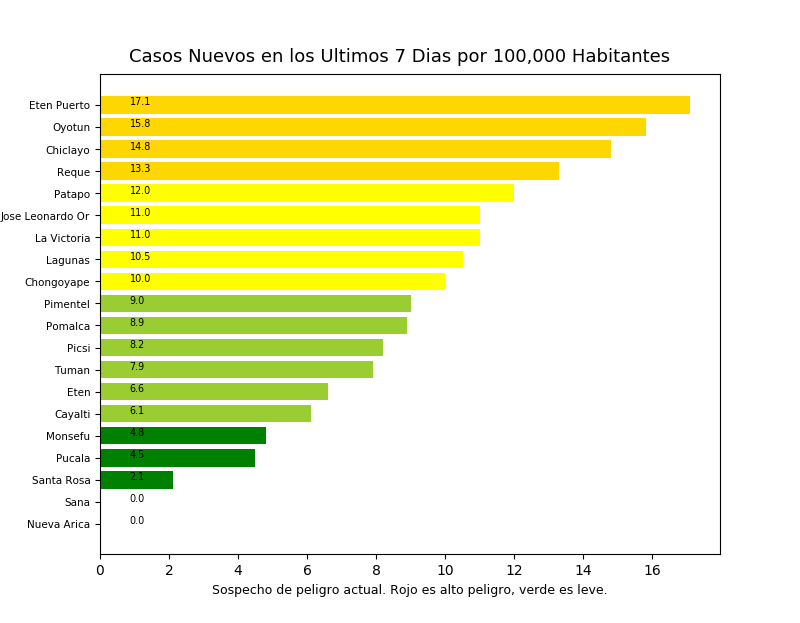 Casos Nuevos en los Ultimos 7 Dias por 100,000 Habitantes
Eten Puerto 17.1
Oyotun 15.8
Chiclayo 14.8
Reque 13.3
Patapo 12.0
Jose Leonardo Or 11.0
La Victoria 11.0
Lagunas 10.5
Chongoyape 10.0
Pimentel 9.0
Pomalca 8.9
Picsi 8.2
Tuman 7.9
Eten 6.6
Cayalti 6.1
Monsefu 4.8
Pucala 4.5
Santa Rosa 2.1
Sana 0.0
Nueva Arica 0.0
0 2 4 6 8 10 12 14 16
Sospecho de peligro actual. Rojo es alto peligro, verde es leve.